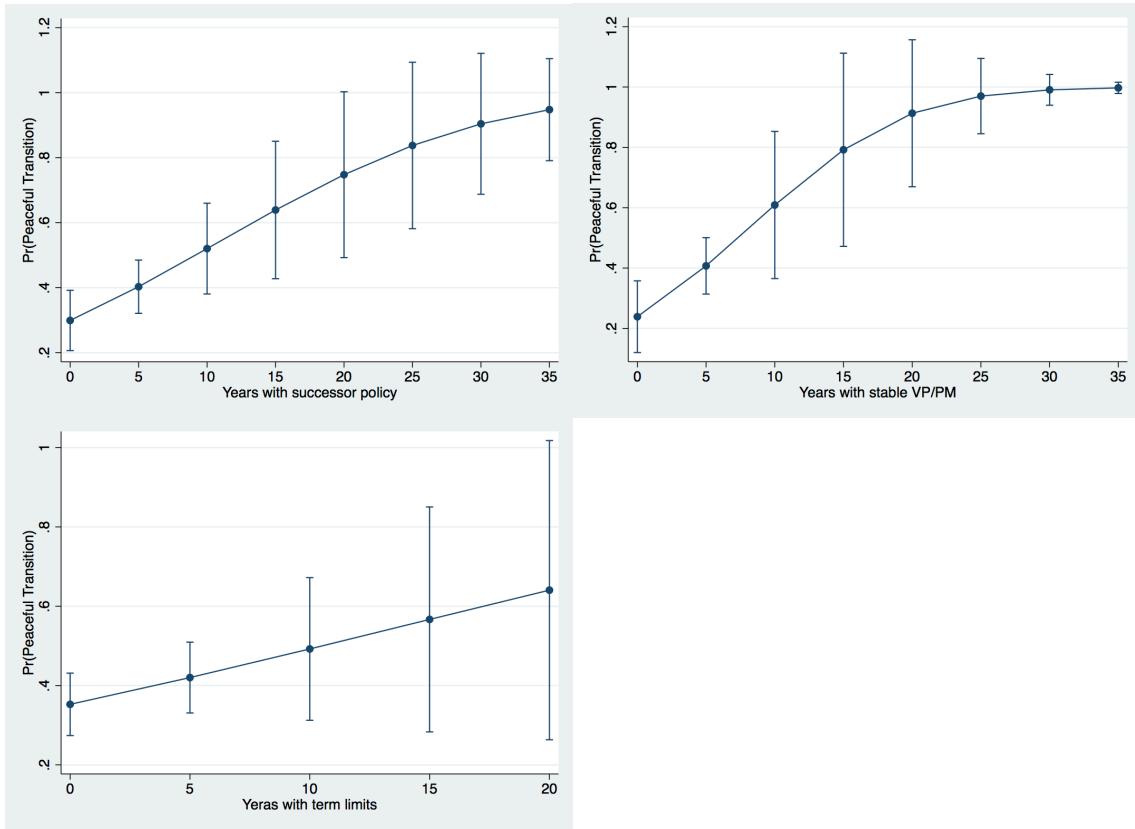 Pr(Peaceful Transition)
1.2
1
.8
.6
.4
.2
0 5 10 15 20 25 30 35
Years with successor policy
Pr(Peaceful Transition)
1.2
1
.8
.6
.4
.2
0 5 10 15 20 25 30 35
Years with stable VP/PM
Pr(Peaceful Transition)
1
.8
.6
.4
.2
0 5 10 15 20
Yeras with term limits